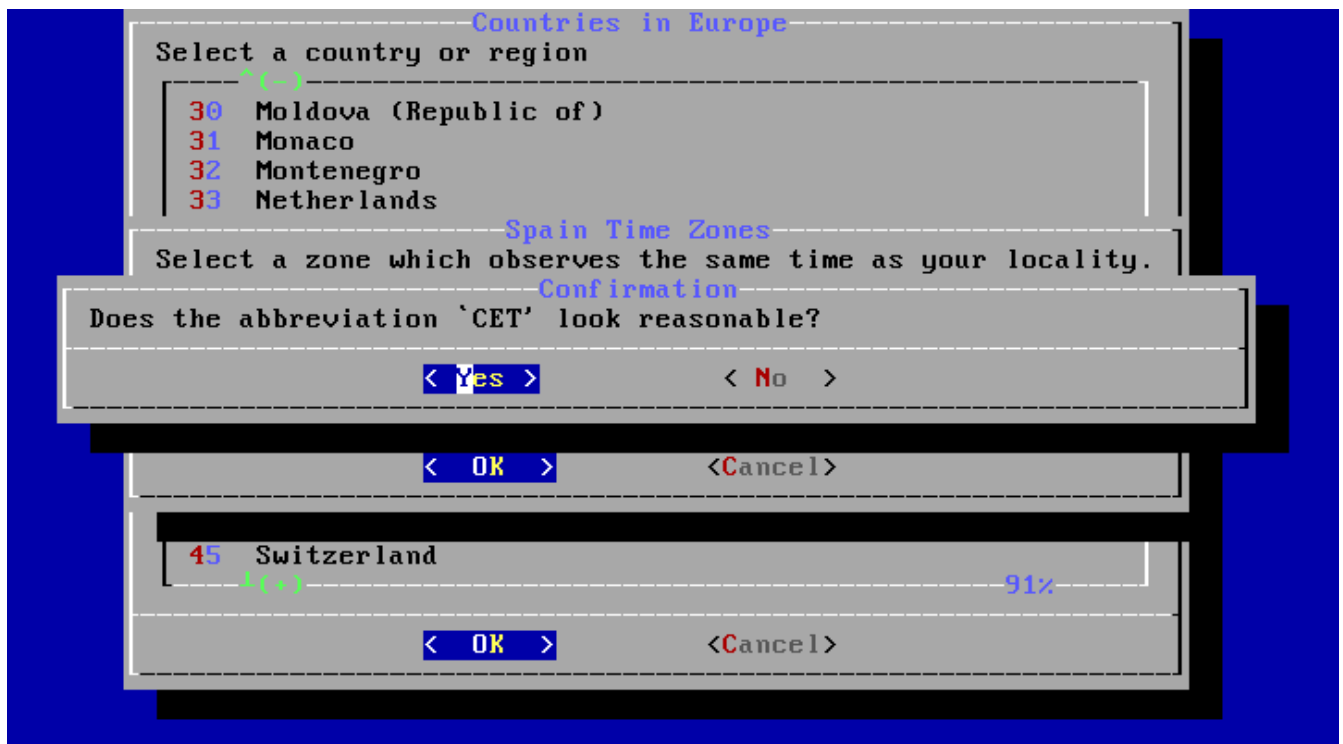 Countries in Europe
Select a country or region
^(-)
30 Moldova (Republic of)
31 Monaco
32 Montenegro
33 Netherlands
Spain Time Zones
Select a zone which observes the same time as your locality.
Confirmation
Does the abbreviation `CET' look reasonable?
< Yes > < No >
< OK > <Cancel>
45 Switzerland
┴(+) 91%
< OK > <Cancel>